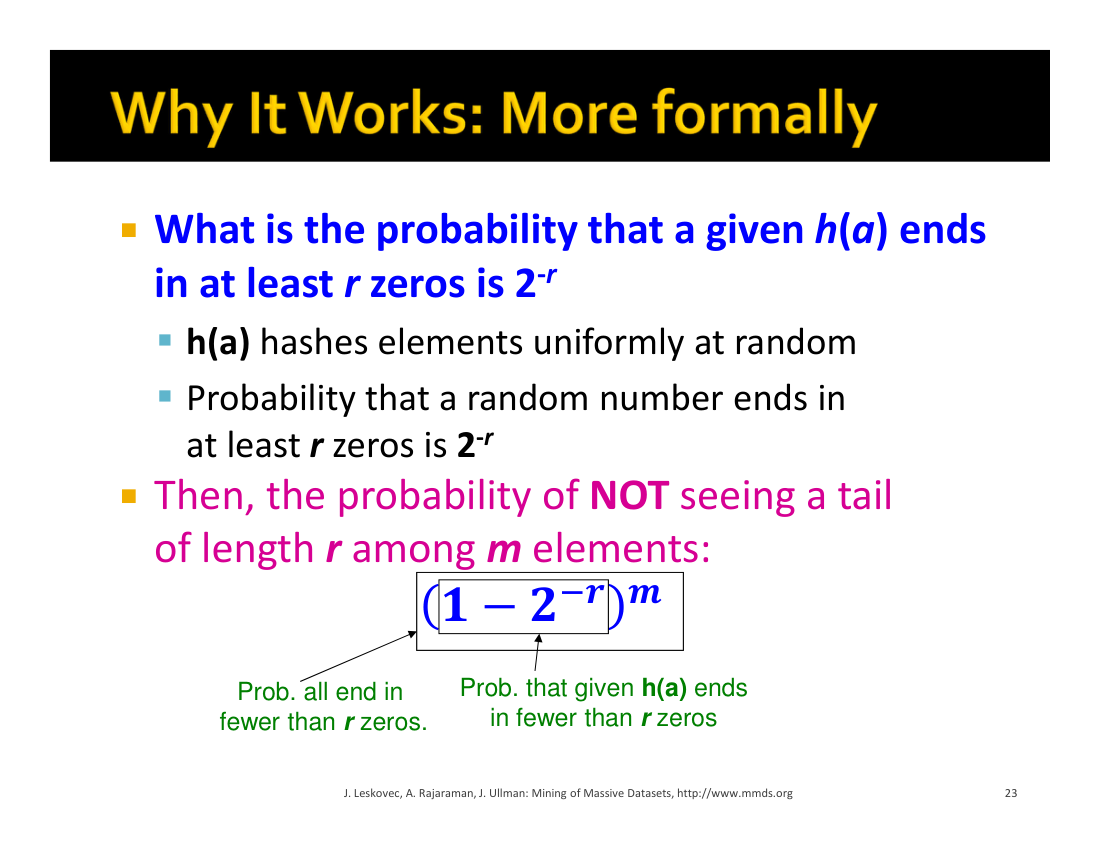 Why It Works: More formally
What is the probability that a given h(a) ends
in at least r zeros is 2⁻ʳ
h(a) hashes elements uniformly at random
Probability that a random number ends in
at least r zeros is 2⁻ʳ
Then, the probability of NOT seeing a tail
of length r among m elements:
(1 − 2⁻ʳ)ᵐ
Prob. all end in
fewer than r zeros.
Prob. that given h(a) ends
in fewer than r zeros
J. Leskovec, A. Rajaraman, J. Ullman: Mining of Massive Datasets, http://www.mmds.org
23